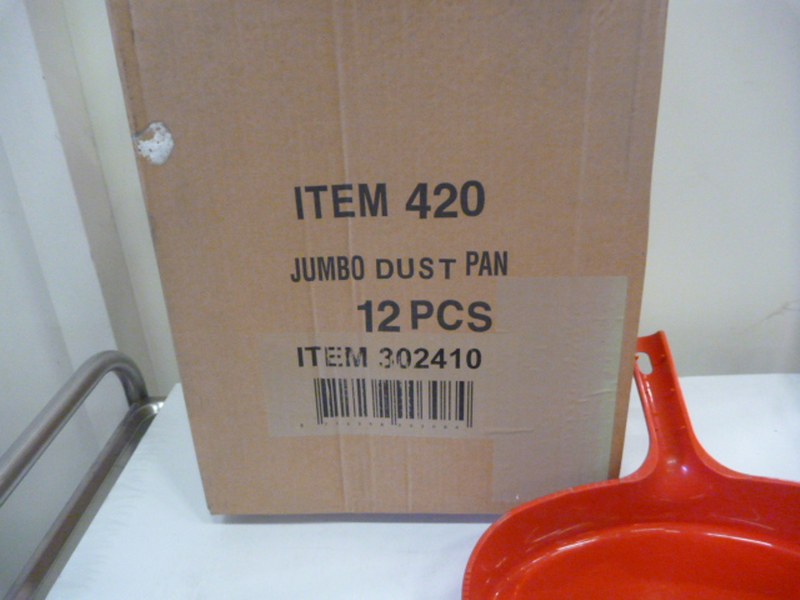 ITEM 420
JUMBO DUST PAN
12 PCS
ITEM 302410